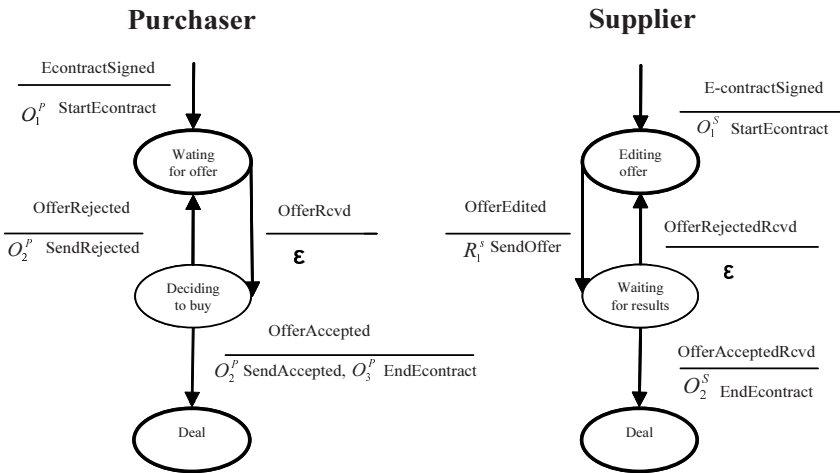 Purchaser
EcontractSigned
O₁ᴾ StartEcontract
Wating
for offer
OfferRejected
O₂ᴾ SendRejected
OfferRcvd
ε
Deciding
to buy
OfferAccepted
O₂ᴾ SendAccepted, O₃ᴾ EndEcontract
Deal
Supplier
E-contractSigned
O₁ˢ StartEcontract
Editing
offer
OfferEdited
R₁ˢ SendOffer
OfferRejectedRcvd
ε
Waiting
for results
OfferAcceptedRcvd
O₂ˢ EndEcontract
Deal